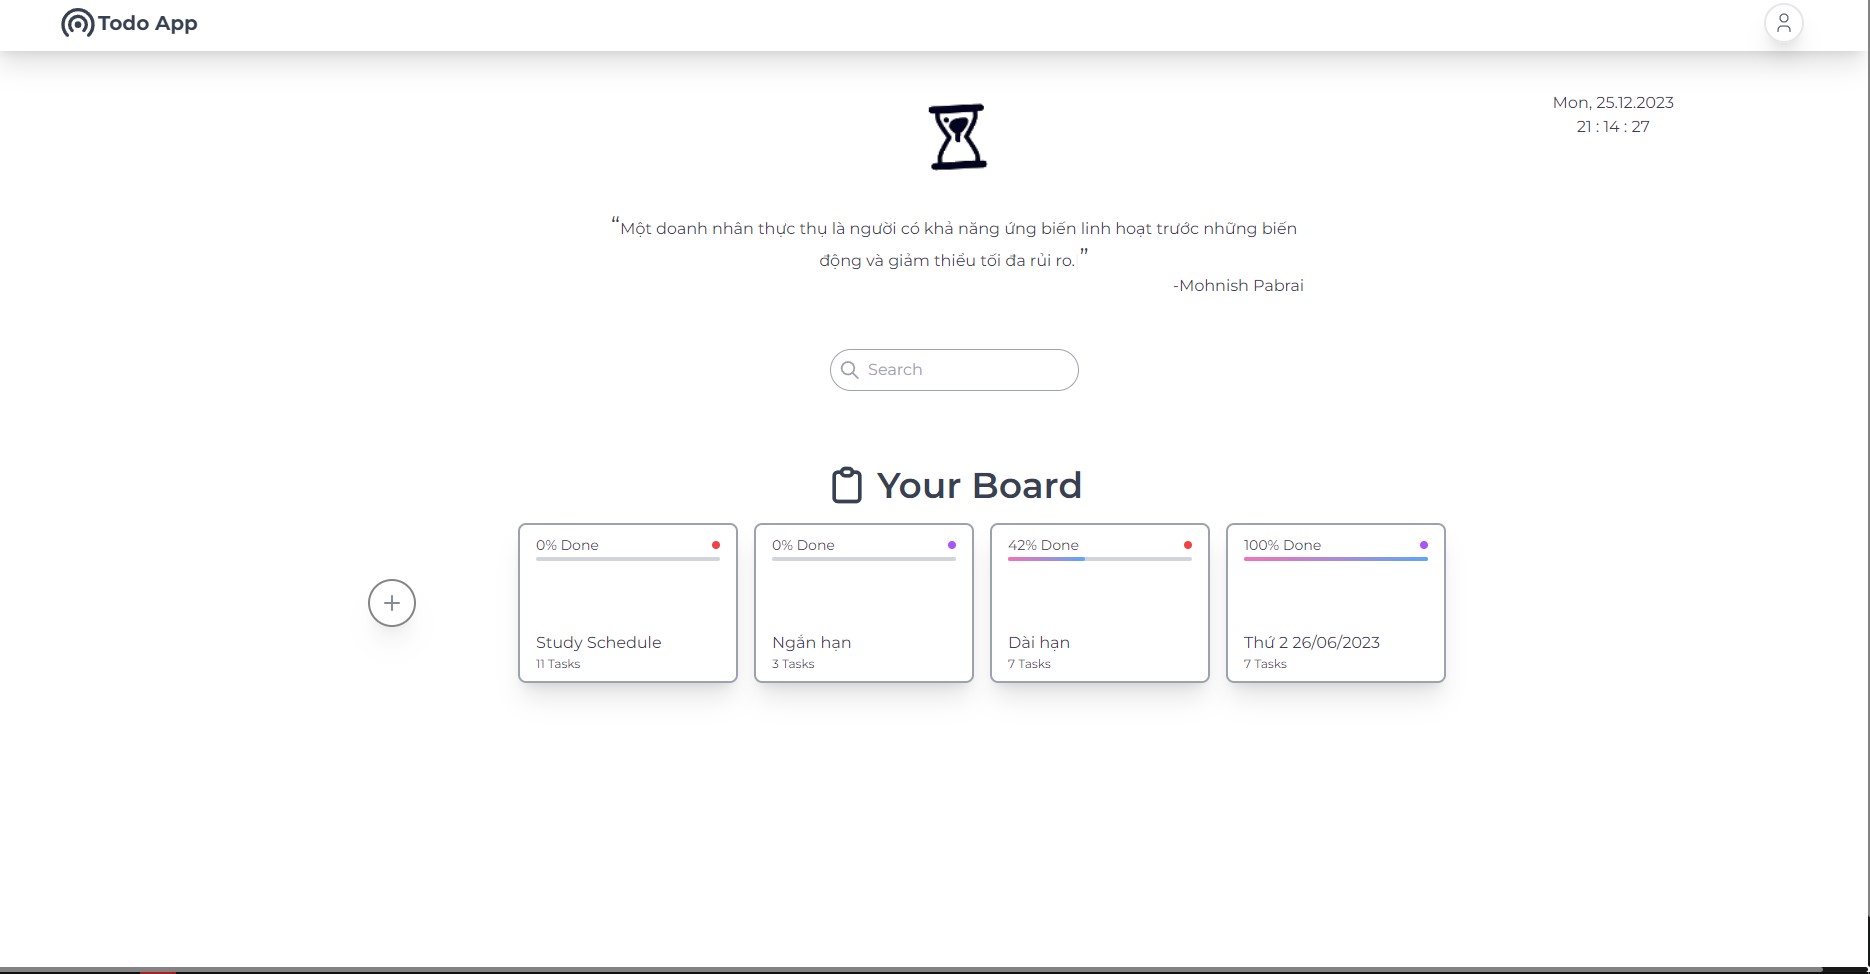 Todo App
Mon, 25.12.2023
21 : 14 : 27
“Một doanh nhân thực thụ là người có khả năng ứng biến linh hoạt trước những biến
động và giảm thiểu tối đa rủi ro.”
-Mohnish Pabrai
Search
Your Board
0% Done
Study Schedule
11 Tasks
0% Done
Ngắn hạn
3 Tasks
42% Done
Dài hạn
7 Tasks
100% Done
Thứ 2 26/06/2023
7 Tasks